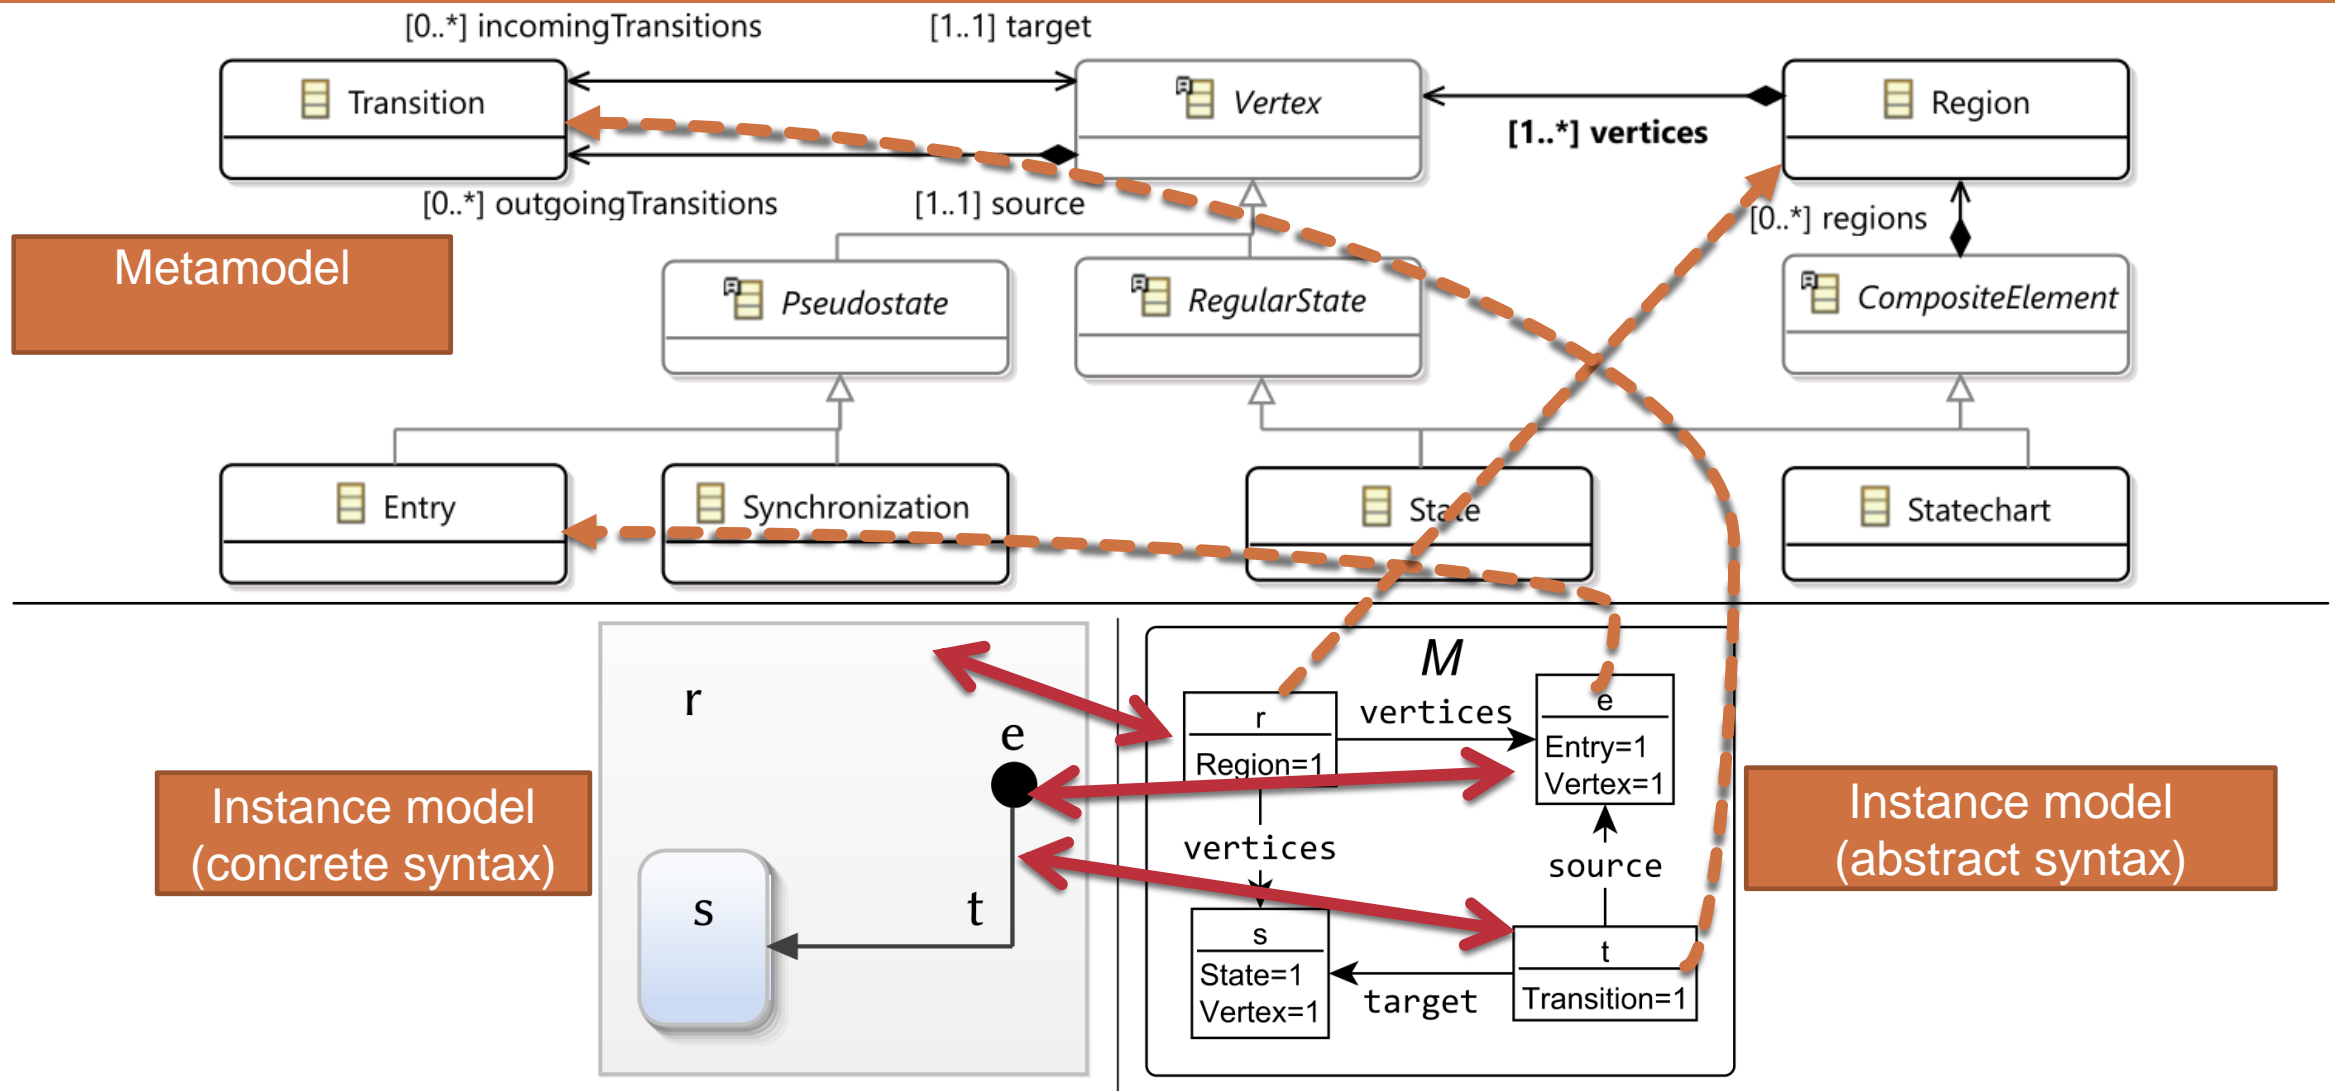 [0..*] incomingTransitions
[1..1] target
Transition
Vertex
Region
[1..*] vertices
[0..*] outgoingTransitions
[1..1] source
[0..*] regions
Metamodel
Pseudostate
RegularState
CompositeElement
Entry
Synchronization
State
Statechart
M
r
e
r
vertices
e
Region=1
Entry=1
Vertex=1
Instance model
(concrete syntax)
Instance model
(abstract syntax)
vertices
source
s
t
s
State=1
Vertex=1
target
t
Transition=1